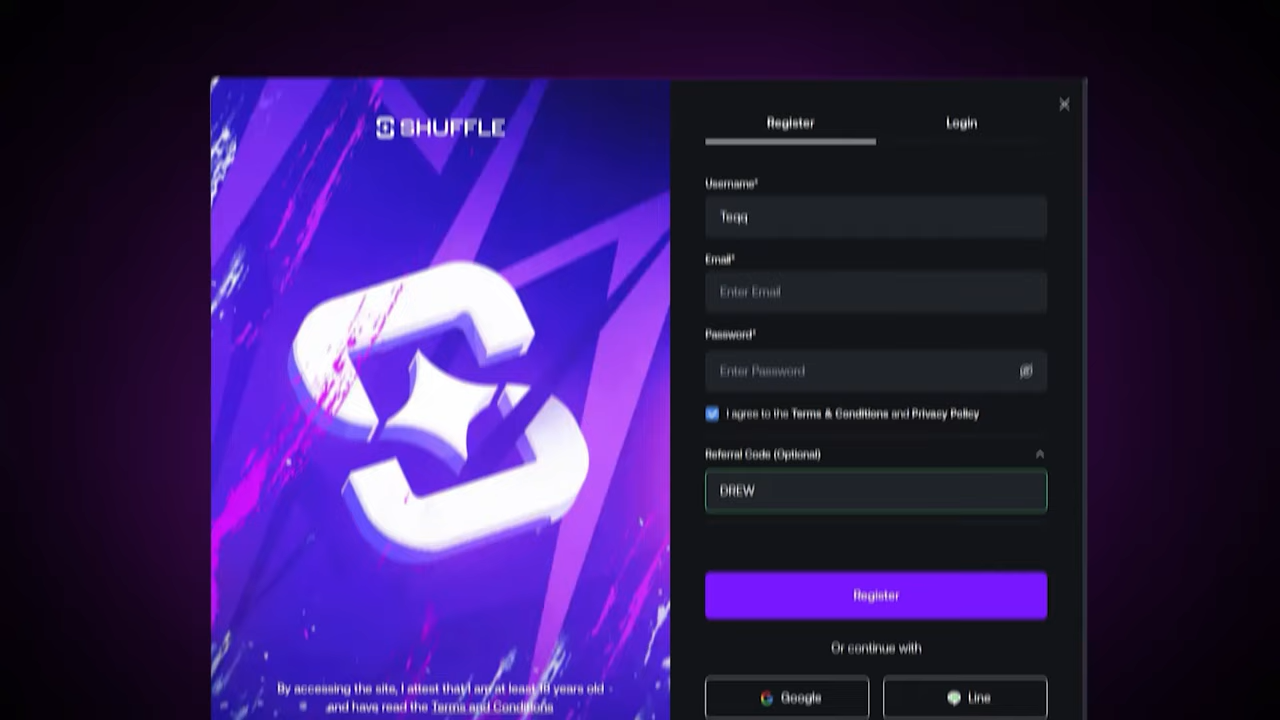 SHUFFLE
By accessing the site, I attest that I am at least 18 years old
and have read the Terms and Conditions
Register
Login
Username*
Teqq
Email*
Enter Email
Password*
Enter Password
I agree to the Terms & Conditions and Privacy Policy
Referral Code (Optional)
DREW
Register
Or continue with
Google
Line